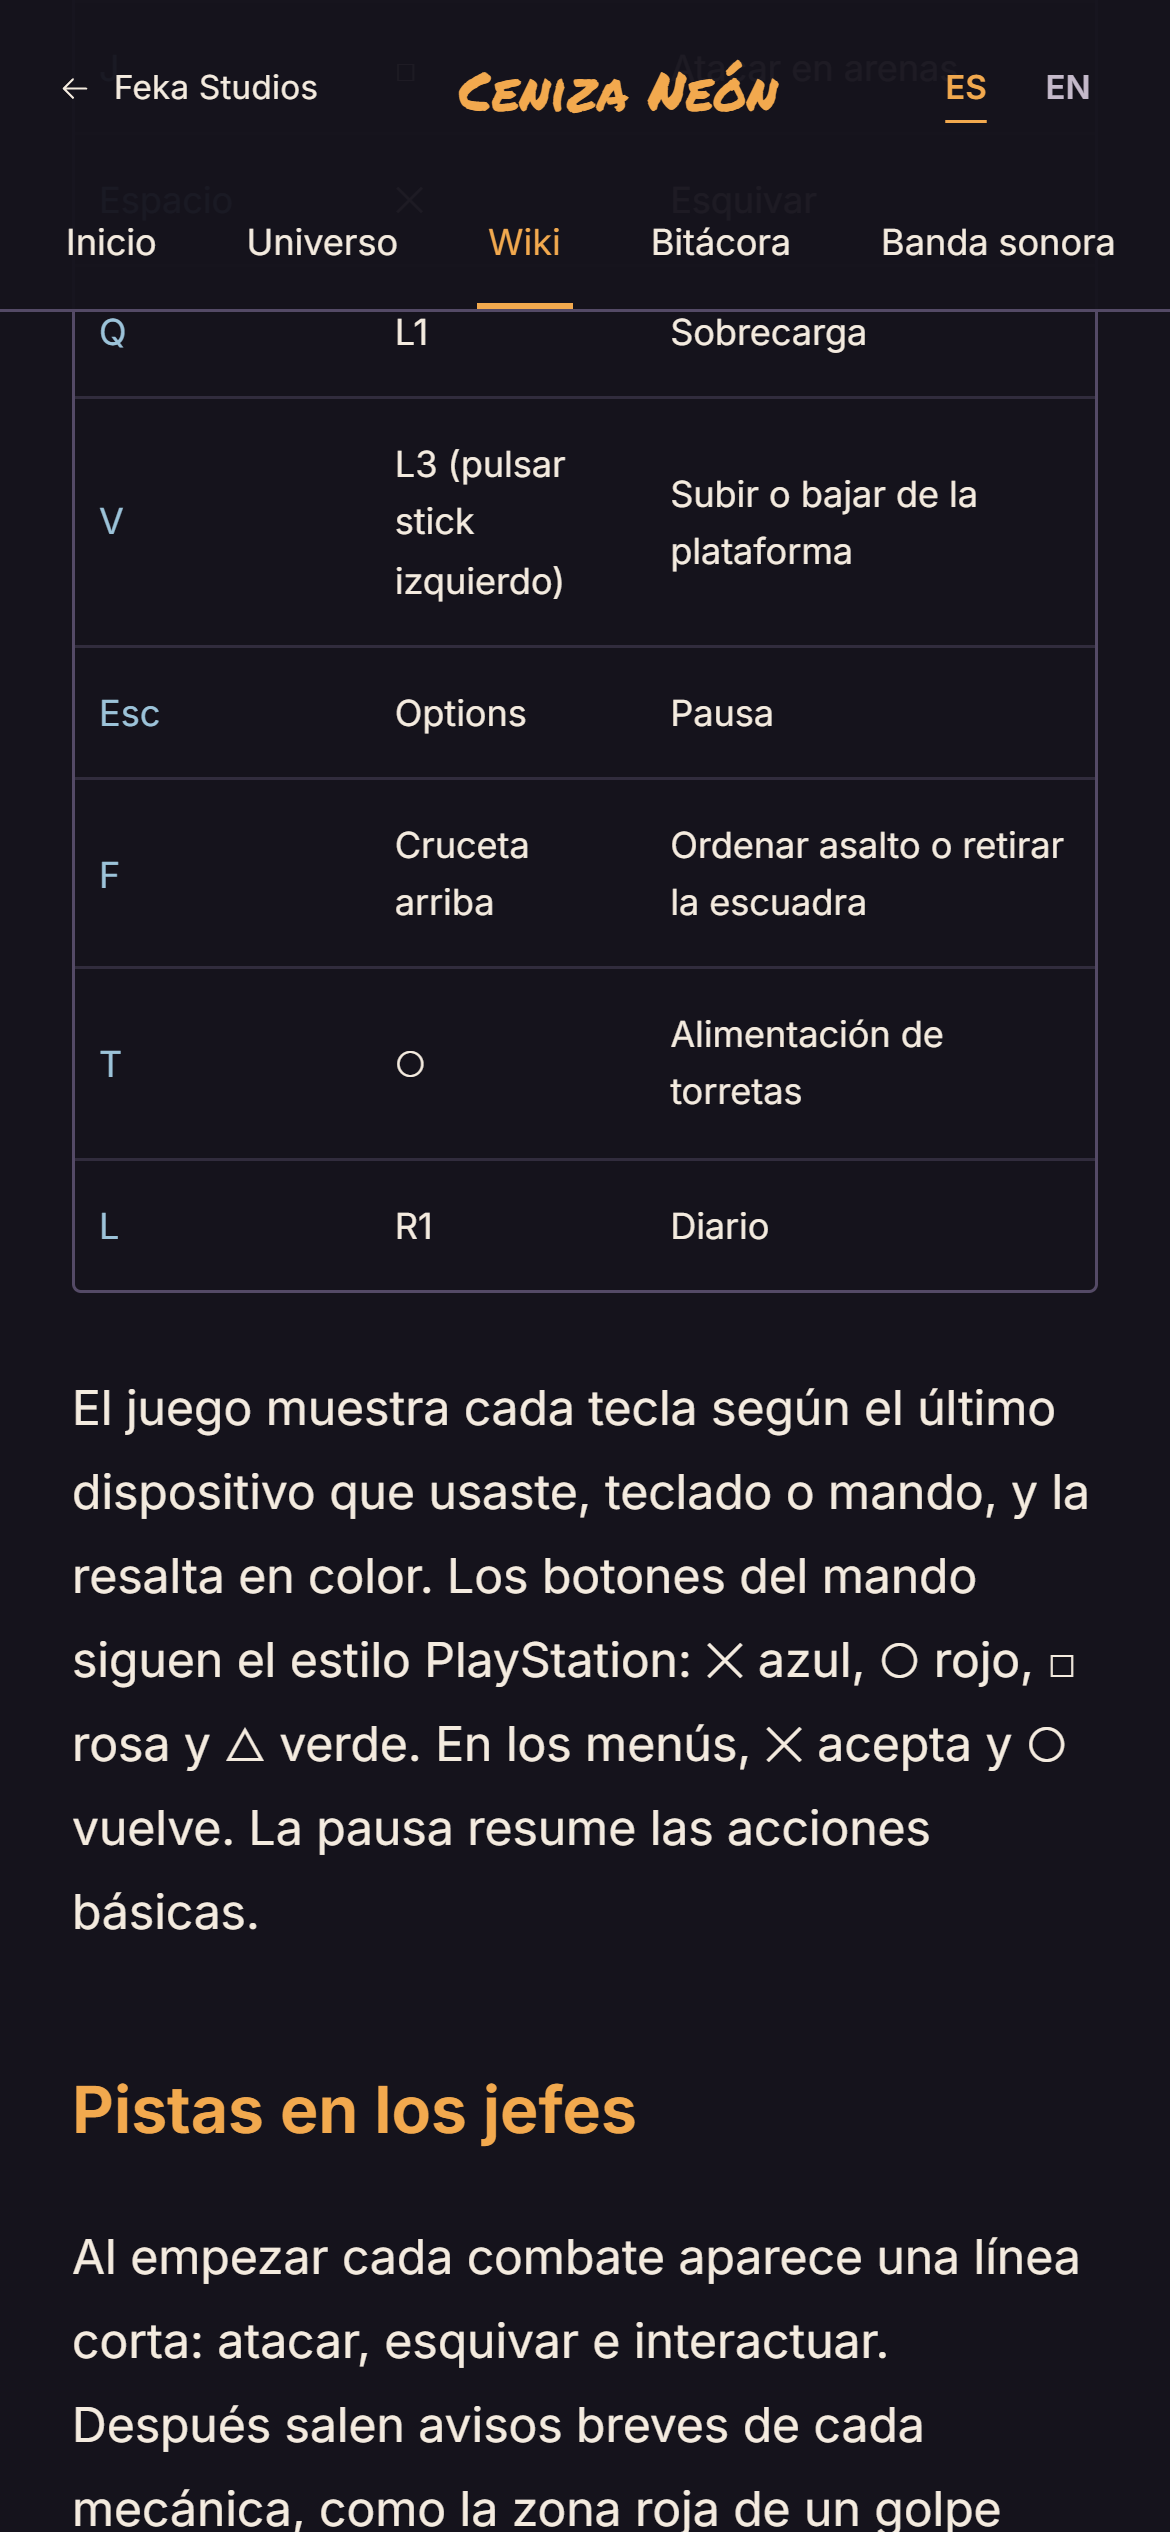 ← Feka Studios
Ceniza Neón
ES EN
J □ Atacar en arenas
Espacio ✕ Esquivar
Inicio Universo Wiki Bitácora Banda sonora
Q L1 Sobrecarga
V L3 (pulsar stick izquierdo) Subir o bajar de la plataforma
Esc Options Pausa
F Cruceta arriba Ordenar asalto o retirar la escuadra
T ○ Alimentación de torretas
L R1 Diario
El juego muestra cada tecla según el último
dispositivo que usaste, teclado o mando, y la
resalta en color. Los botones del mando
siguen el estilo PlayStation: ✕ azul, ○ rojo, □
rosa y △ verde. En los menús, ✕ acepta y ○
vuelve. La pausa resume las acciones
básicas.
Pistas en los jefes
Al empezar cada combate aparece una línea
corta: atacar, esquivar e interactuar.
Después salen avisos breves de cada
mecánica, como la zona roja de un golpe